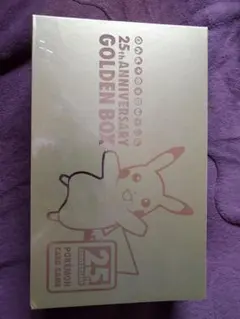 25th ANNIVERSARY
GOLDEN BOX
25
POKÉMON
CARD GAME